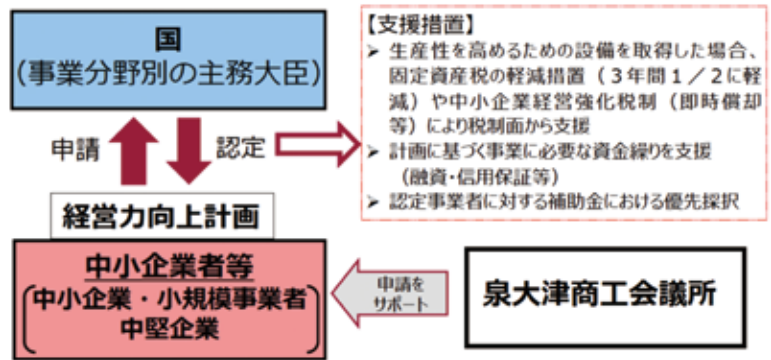 国
(事業分野別の主務大臣)
【支援措置】
➢ 生産性を高めるための設備を取得した場合、
固定資産税の軽減措置（３年間１／２に軽
減）や中小企業経営強化税制（即時償却
等）により税制面から支援
➢ 計画に基づく事業に必要な資金繰りを支援
（融資・信用保証等）
➢ 認定事業者に対する補助金における優先採択
申請
認定
経営力向上計画
中小企業者等
中小企業・小規模事業者
中堅企業
申請を
サポート
泉大津商工会議所